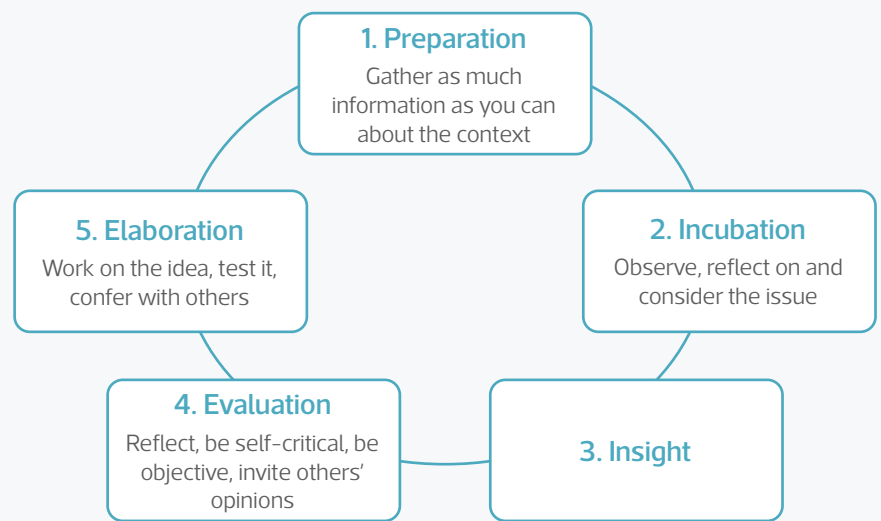 1. Preparation
Gather as much
information as you can
about the context
2. Incubation
Observe, reflect on and
consider the issue
3. Insight
4. Evaluation
Reflect, be self-critical, be
objective, invite others’
opinions
5. Elaboration
Work on the idea, test it,
confer with others